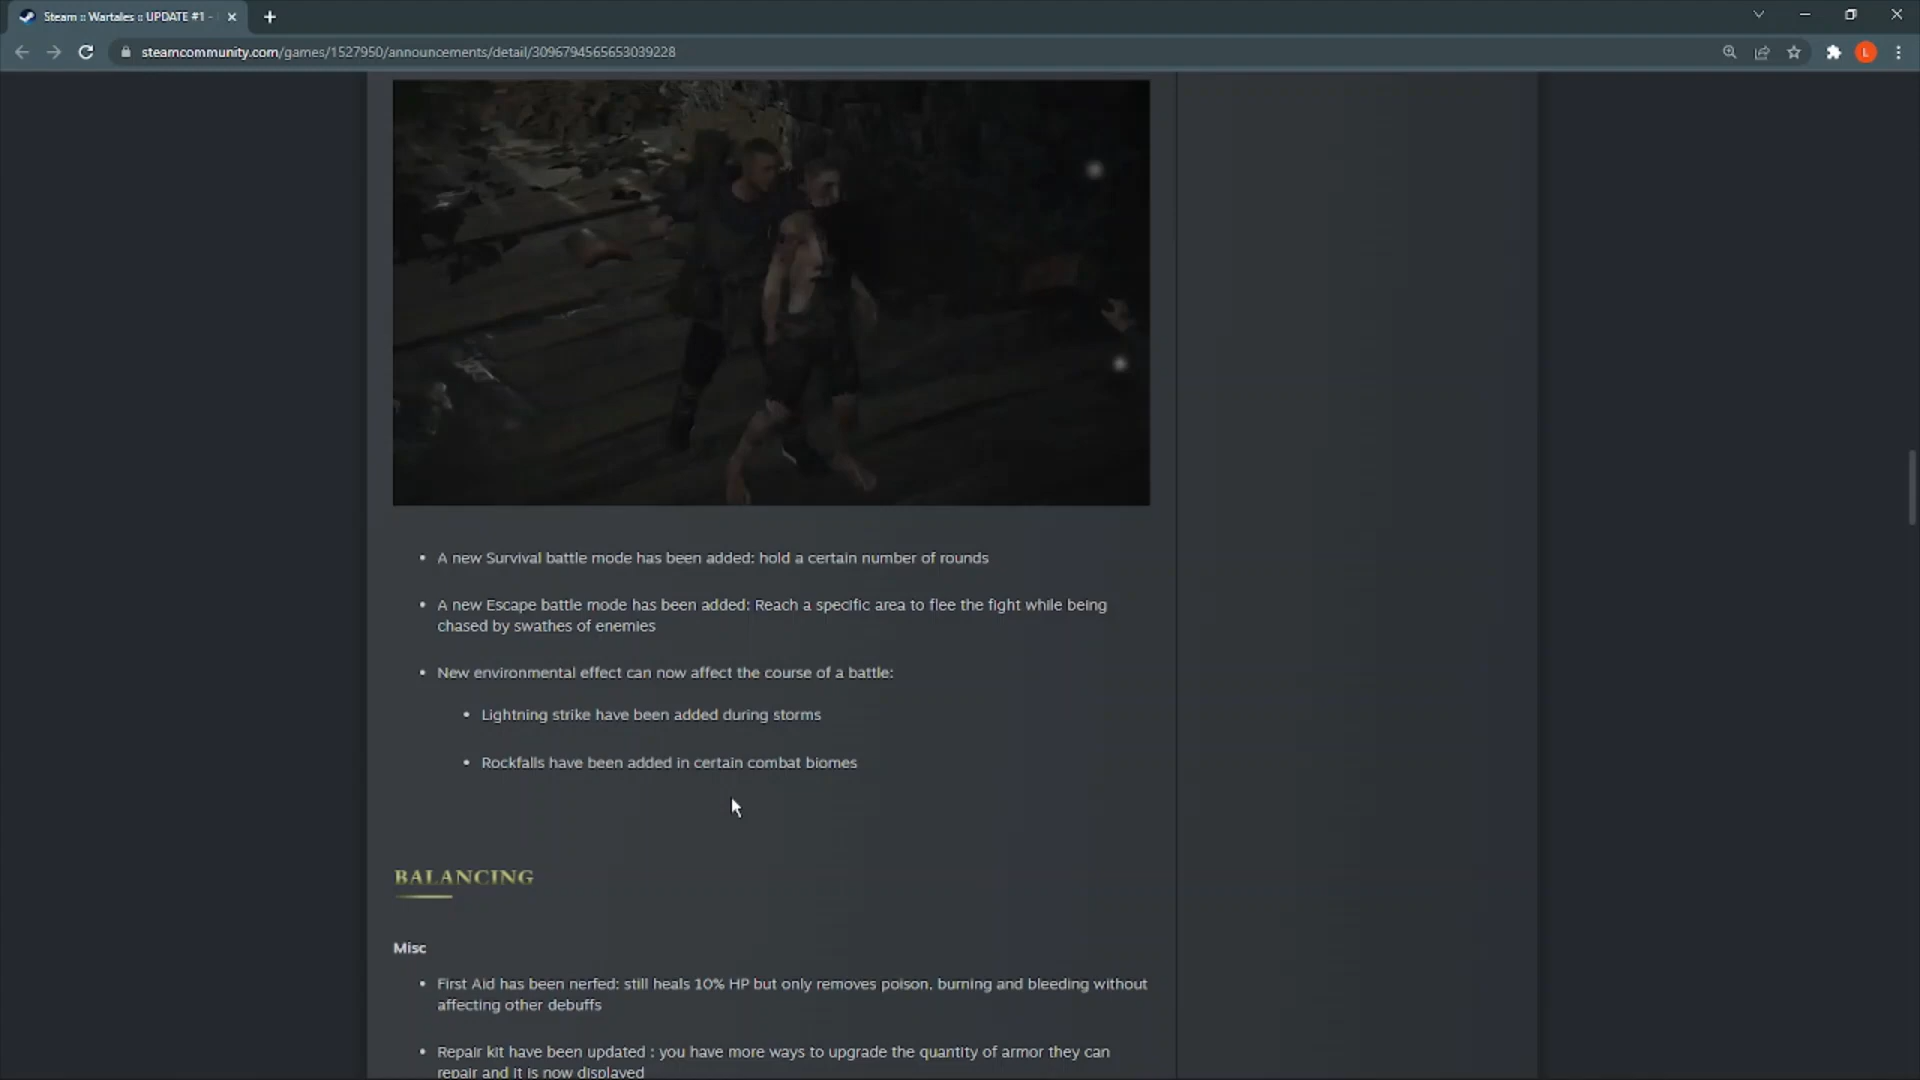 Steam :: Wartales :: UPDATE #1 -
steamcommunity.com/games/1527950/announcements/detail/3096794565653039228
L
• A new Survival battle mode has been added: hold a certain number of rounds
• A new Escape battle mode has been added: Reach a specific area to flee the fight while being
chased by swathes of enemies
• New environmental effect can now affect the course of a battle:
• Lightning strike have been added during storms
• Rockfalls have been added in certain combat biomes
BALANCING
Misc
• First Aid has been nerfed: still heals 10% HP but only removes poison, burning and bleeding without
affecting other debuffs
• Repair kit have been updated : you have more ways to upgrade the quantity of armor they can
repair and it is now displayed